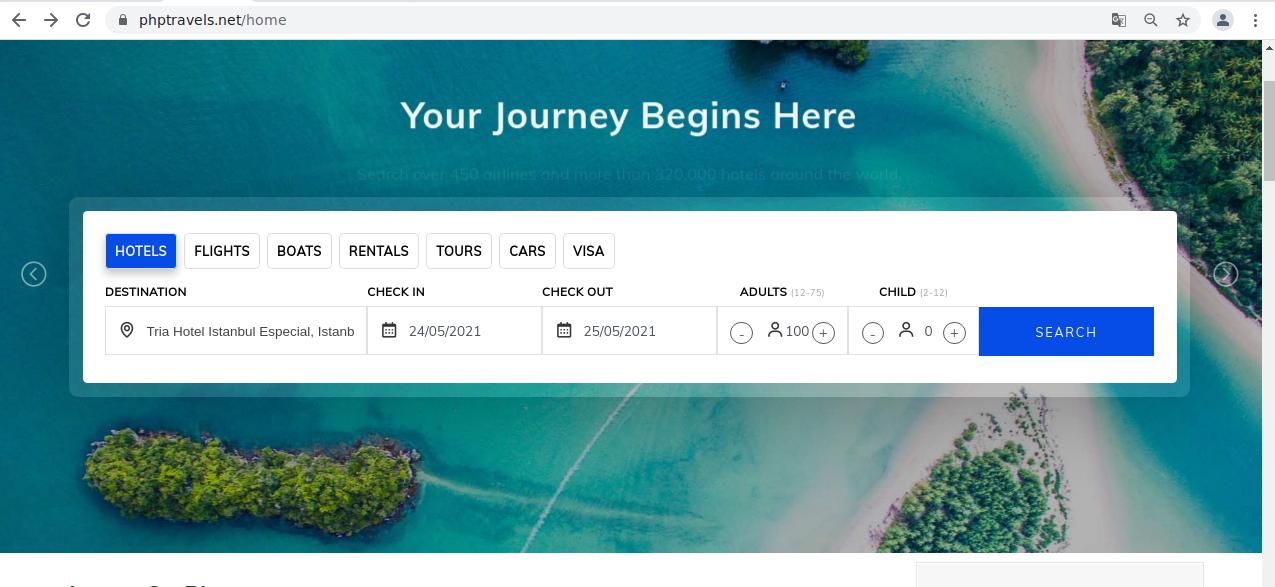 phptravels.net/home
Your Journey Begins Here
Search over 450 airlines and more than 320,000 hotels around the world.
HOTELS FLIGHTS BOATS RENTALS TOURS CARS VISA
DESTINATION CHECK IN CHECK OUT ADULTS (12-75) CHILD (2-12)
Tria Hotel Istanbul Especial, Istanb 24/05/2021 25/05/2021 - 100 + - 0 + SEARCH